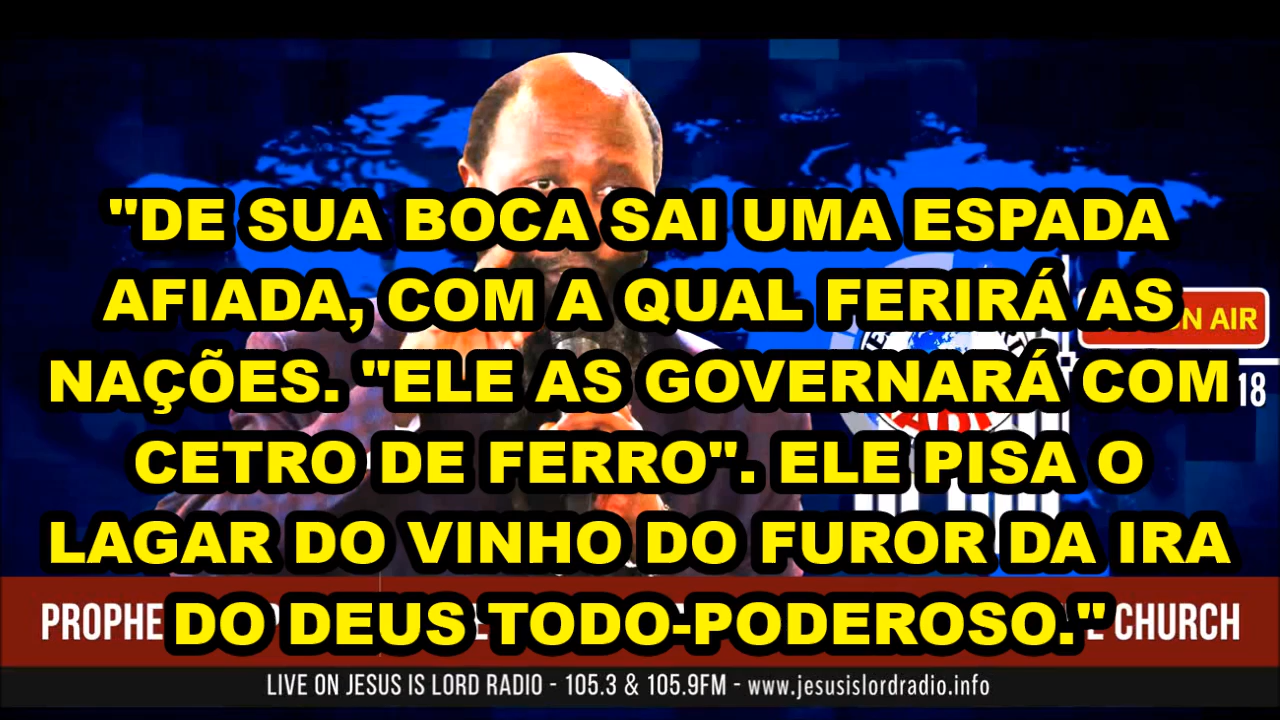 "DE SUA BOCA SAI UMA ESPADA
AFIADA, COM A QUAL FERIRÁ AS
NAÇÕES. "ELE AS GOVERNARÁ COM
CETRO DE FERRO". ELE PISA O
LAGAR DO VINHO DO FUROR DA IRA
DO DEUS TODO-PODEROSO."
ON AIR
18
CHURCH
LIVE ON JESUS IS LORD RADIO - 105.3 & 105.9FM - www.jesusislordradio.info